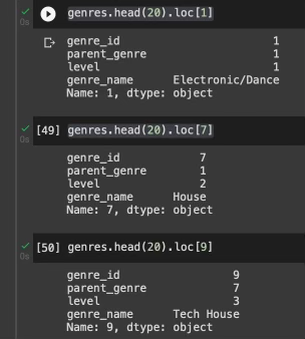 genres.head(20).loc[1]
0s
genre_id 1
parent_genre 1
level 1
genre_name Electronic/Dance
Name: 1, dtype: object
[49] genres.head(20).loc[7]
0s
genre_id 7
parent_genre 1
level 2
genre_name House
Name: 7, dtype: object
[50] genres.head(20).loc[9]
0s
genre_id 9
parent_genre 7
level 3
genre_name Tech House
Name: 9, dtype: object